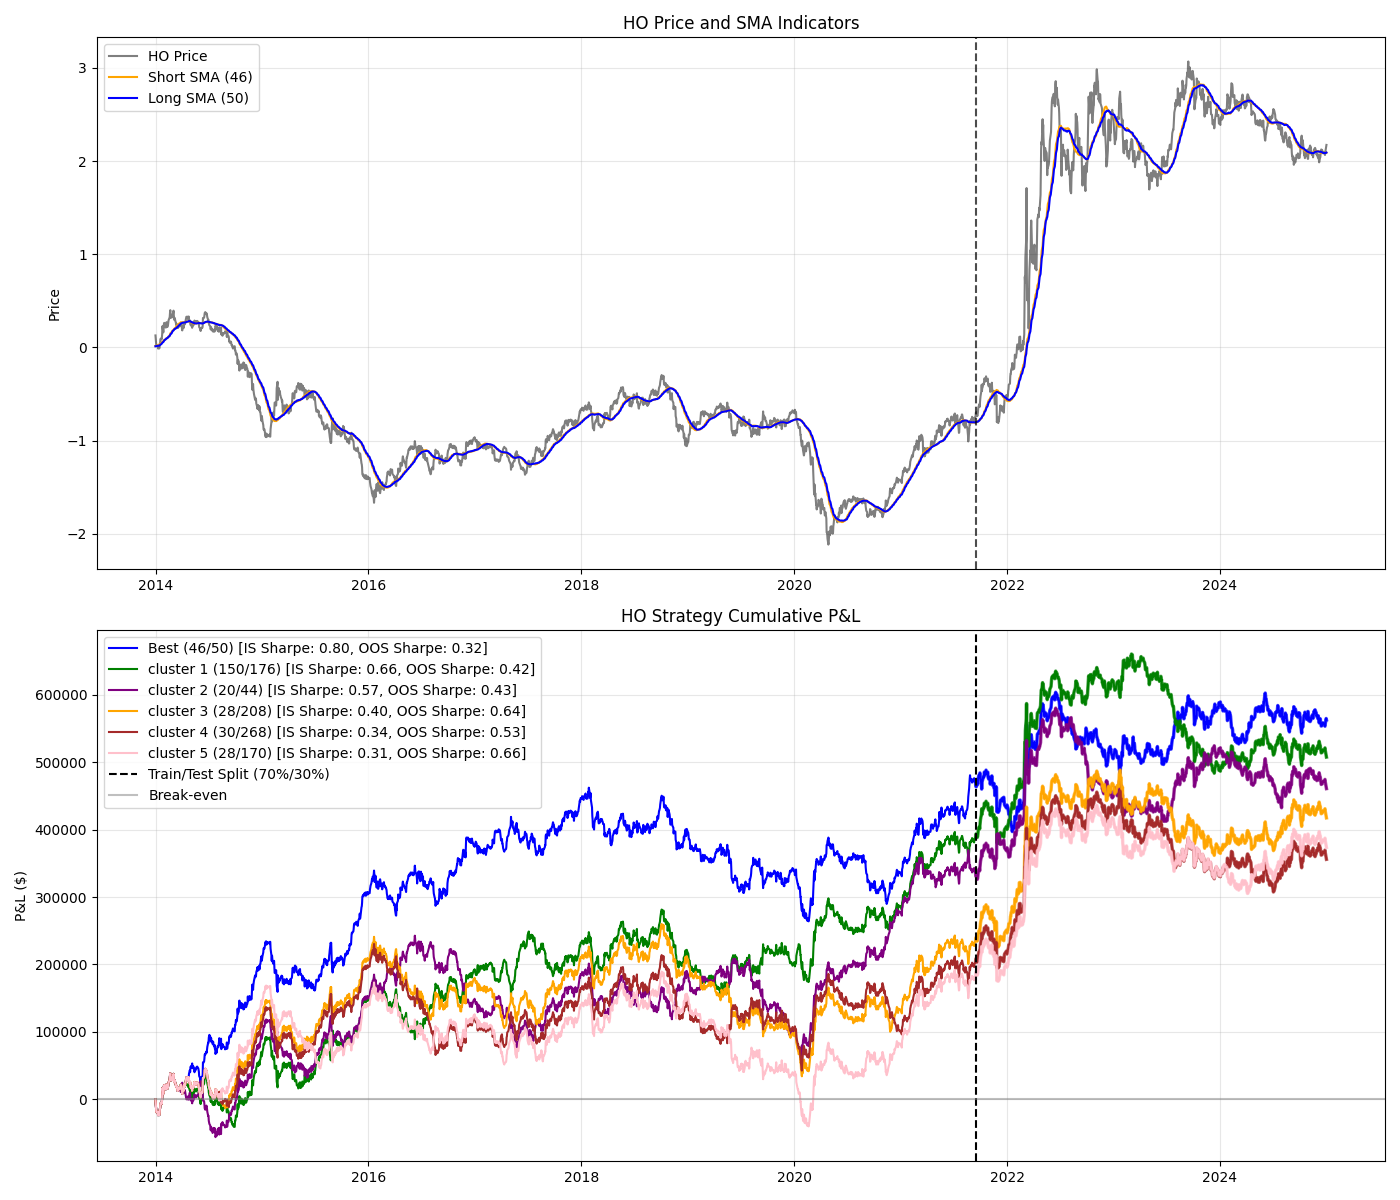 HO Price and SMA Indicators
HO Price
Short SMA (46)
Long SMA (50)
Price
3
2
1
0
−1
−2
2014
2016
2018
2020
2022
2024
HO Strategy Cumulative P&L
Best (46/50) [IS Sharpe: 0.80, OOS Sharpe: 0.32]
cluster 1 (150/176) [IS Sharpe: 0.66, OOS Sharpe: 0.42]
cluster 2 (20/44) [IS Sharpe: 0.57, OOS Sharpe: 0.43]
cluster 3 (28/208) [IS Sharpe: 0.40, OOS Sharpe: 0.64]
cluster 4 (30/268) [IS Sharpe: 0.34, OOS Sharpe: 0.53]
cluster 5 (28/170) [IS Sharpe: 0.31, OOS Sharpe: 0.66]
Train/Test Split (70%/30%)
Break-even
P&L ($)
600000
500000
400000
300000
200000
100000
0
2014
2016
2018
2020
2022
2024